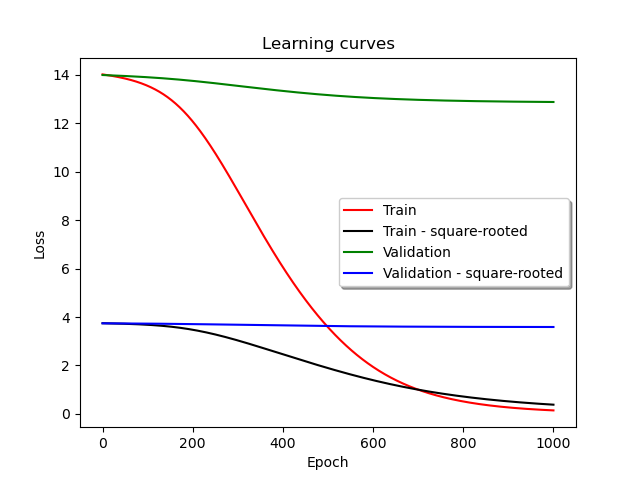 Learning curves
14
12
10
8
6
4
2
0
Loss
Train
Train - square-rooted
Validation
Validation - square-rooted
0 200 400 600 800 1000
Epoch